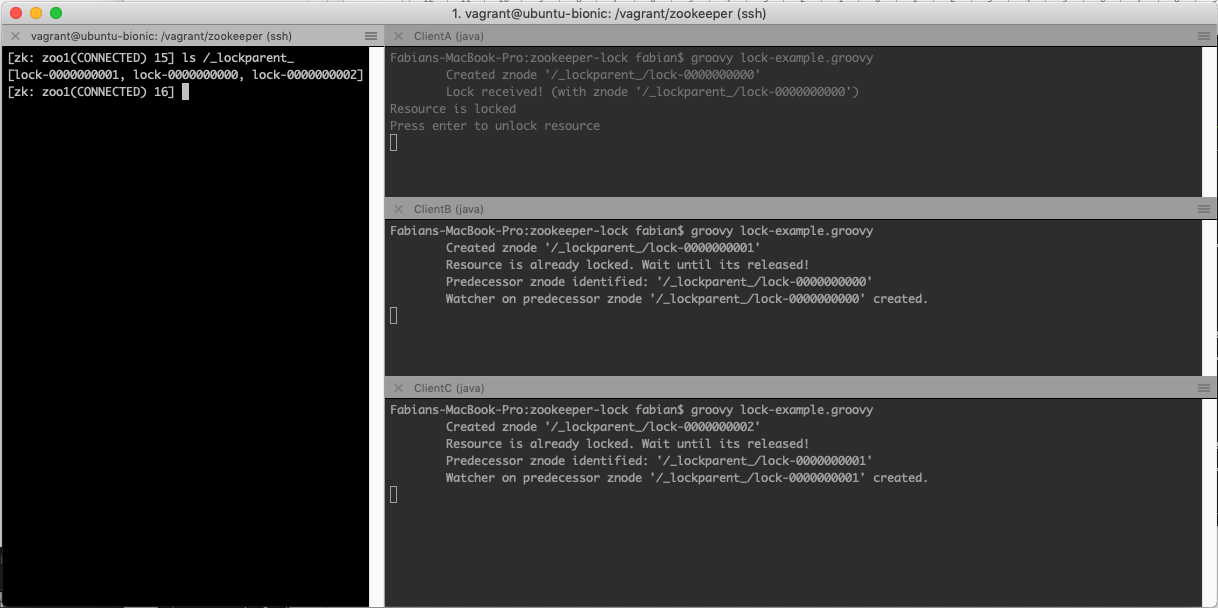 1. vagrant@ubuntu-bionic: /vagrant/zookeeper (ssh)
vagrant@ubuntu-bionic: /vagrant/zookeeper (ssh)
[zk: zoo1(CONNECTED) 15] ls /_lockparent_
[lock-0000000001, lock-0000000000, lock-0000000002]
[zk: zoo1(CONNECTED) 16]
ClientA (java)
Fabians-MacBook-Pro:zookeeper-lock fabian$ groovy lock-example.groovy
Created znode '/_lockparent_/lock-0000000000'
Lock received! (with znode '/_lockparent_/lock-0000000000')
Resource is locked
Press enter to unlock resource
ClientB (java)
Fabians-MacBook-Pro:zookeeper-lock fabian$ groovy lock-example.groovy
Created znode '/_lockparent_/lock-0000000001'
Resource is already locked. Wait until its released!
Predecessor znode identified: '/_lockparent_/lock-0000000000'
Watcher on predecessor znode '/_lockparent_/lock-0000000000' created.
ClientC (java)
Fabians-MacBook-Pro:zookeeper-lock fabian$ groovy lock-example.groovy
Created znode '/_lockparent_/lock-0000000002'
Resource is already locked. Wait until its released!
Predecessor znode identified: '/_lockparent_/lock-0000000001'
Watcher on predecessor znode '/_lockparent_/lock-0000000001' created.